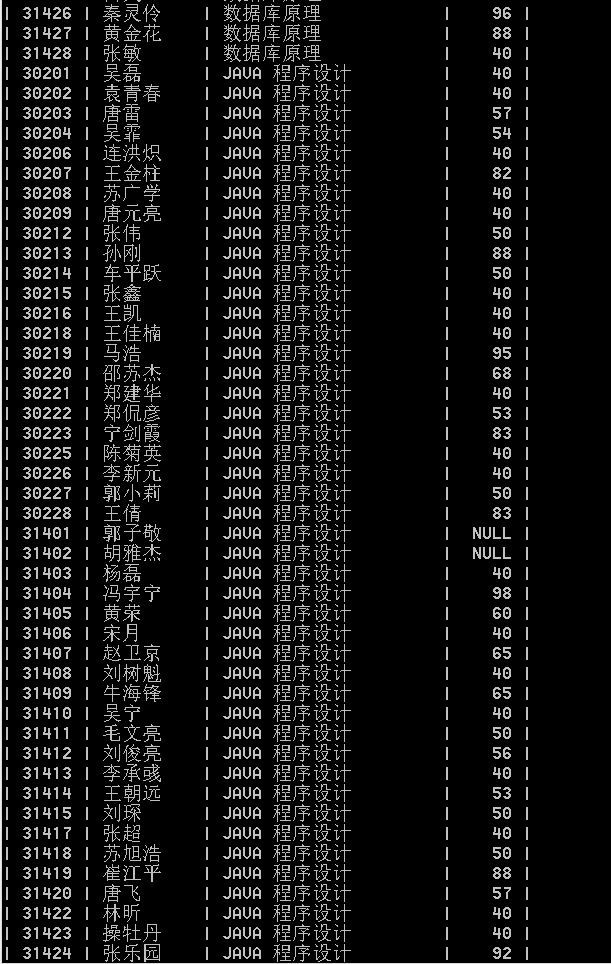 | 31426 | 秦灵伶 | 数据库原理 | 96 |
| 31427 | 黄金花 | 数据库原理 | 88 |
| 31428 | 张敏 | 数据库原理 | 40 |
| 30201 | 吴磊 | JAVA 程序设计 | 40 |
| 30202 | 袁青春 | JAVA 程序设计 | 40 |
| 30203 | 唐雷 | JAVA 程序设计 | 57 |
| 30204 | 吴霏 | JAVA 程序设计 | 54 |
| 30206 | 连洪炽 | JAVA 程序设计 | 40 |
| 30207 | 王金柱 | JAVA 程序设计 | 82 |
| 30208 | 苏广学 | JAVA 程序设计 | 40 |
| 30209 | 唐元亮 | JAVA 程序设计 | 40 |
| 30212 | 张伟 | JAVA 程序设计 | 50 |
| 30213 | 孙刚 | JAVA 程序设计 | 88 |
| 30214 | 车平跃 | JAVA 程序设计 | 50 |
| 30215 | 张鑫 | JAVA 程序设计 | 40 |
| 30216 | 王凯 | JAVA 程序设计 | 40 |
| 30218 | 王佳楠 | JAVA 程序设计 | 40 |
| 30219 | 马浩 | JAVA 程序设计 | 95 |
| 30220 | 邵苏杰 | JAVA 程序设计 | 68 |
| 30221 | 郑建华 | JAVA 程序设计 | 40 |
| 30222 | 郑侃彦 | JAVA 程序设计 | 53 |
| 30223 | 宁剑霞 | JAVA 程序设计 | 83 |
| 30225 | 陈菊英 | JAVA 程序设计 | 40 |
| 30226 | 李新元 | JAVA 程序设计 | 40 |
| 30227 | 郭小莉 | JAVA 程序设计 | 50 |
| 30228 | 王倩 | JAVA 程序设计 | 83 |
| 31401 | 郭子敬 | JAVA 程序设计 | NULL |
| 31402 | 胡雅杰 | JAVA 程序设计 | NULL |
| 31403 | 杨磊 | JAVA 程序设计 | 40 |
| 31404 | 冯宇宁 | JAVA 程序设计 | 98 |
| 31405 | 黄荣 | JAVA 程序设计 | 60 |
| 31406 | 宋月 | JAVA 程序设计 | 40 |
| 31407 | 赵卫京 | JAVA 程序设计 | 65 |
| 31408 | 刘树魁 | JAVA 程序设计 | 40 |
| 31409 | 牛海锋 | JAVA 程序设计 | 65 |
| 31410 | 吴宁 | JAVA 程序设计 | 40 |
| 31411 | 毛文亮 | JAVA 程序设计 | 50 |
| 31412 | 刘俊亮 | JAVA 程序设计 | 56 |
| 31413 | 李承彧 | JAVA 程序设计 | 40 |
| 31414 | 王朝远 | JAVA 程序设计 | 53 |
| 31415 | 刘琛 | JAVA 程序设计 | 50 |
| 31417 | 张超 | JAVA 程序设计 | 40 |
| 31418 | 苏旭浩 | JAVA 程序设计 | 50 |
| 31419 | 崔江平 | JAVA 程序设计 | 88 |
| 31420 | 唐飞 | JAVA 程序设计 | 57 |
| 31422 | 林昕 | JAVA 程序设计 | 40 |
| 31423 | 操牡丹 | JAVA 程序设计 | 40 |
| 31424 | 张乐园 | JAVA 程序设计 | 92 |